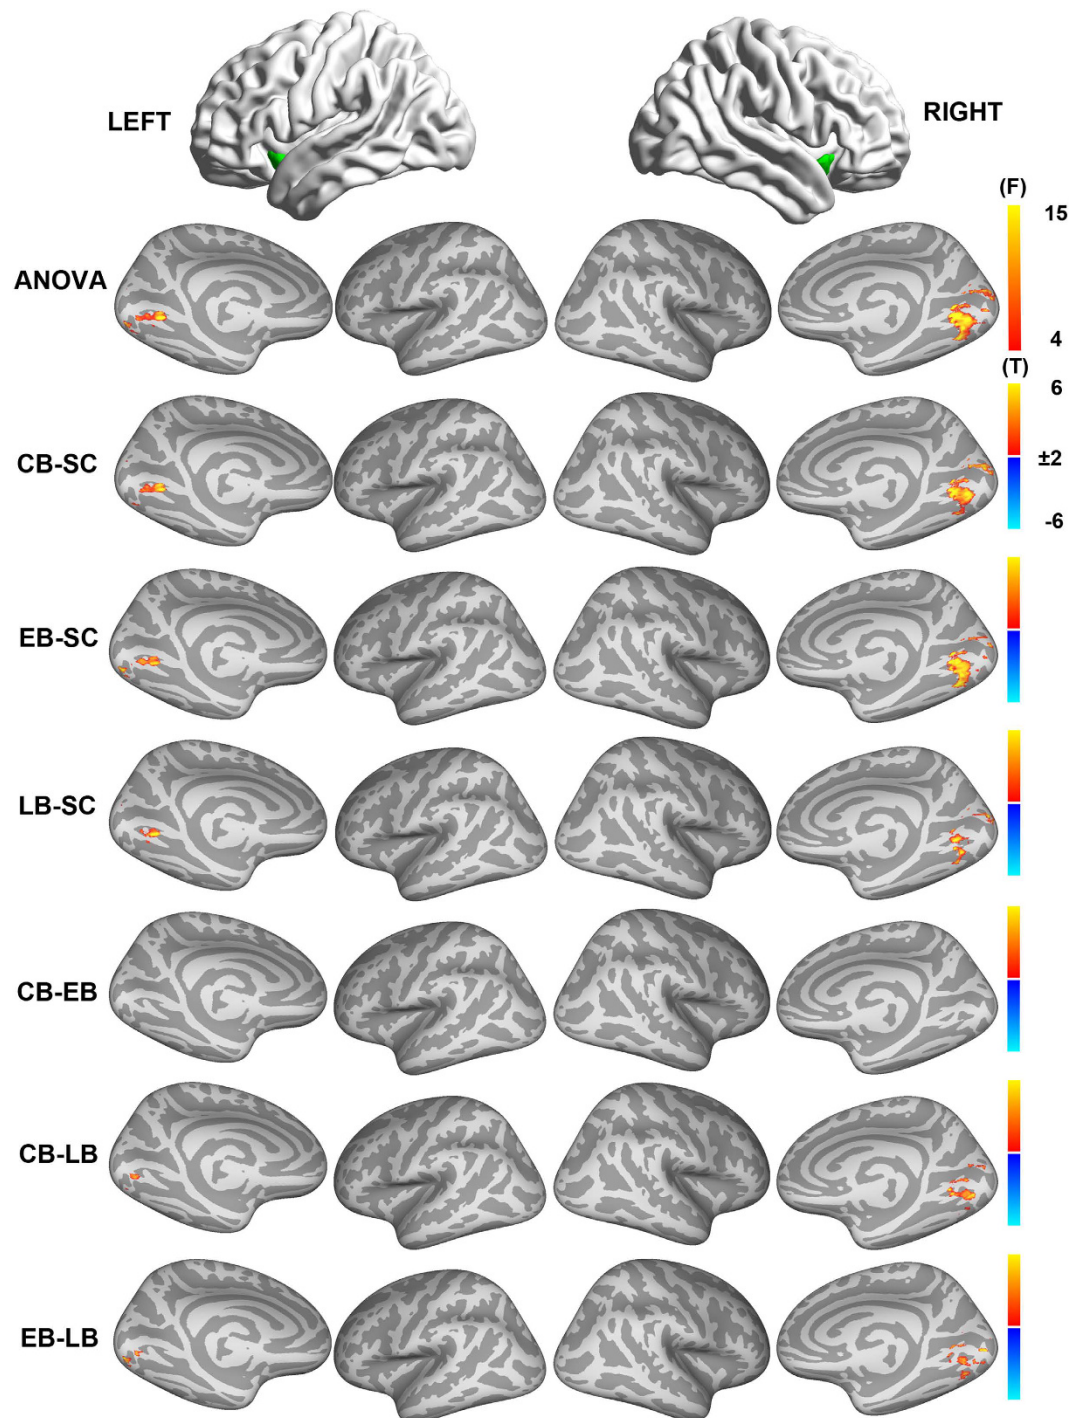 LEFT
RIGHT
(F)
15
ANOVA
4
(T)
6
CB-SC
±2
-6
EB-SC
LB-SC
CB-EB
CB-LB
EB-LB